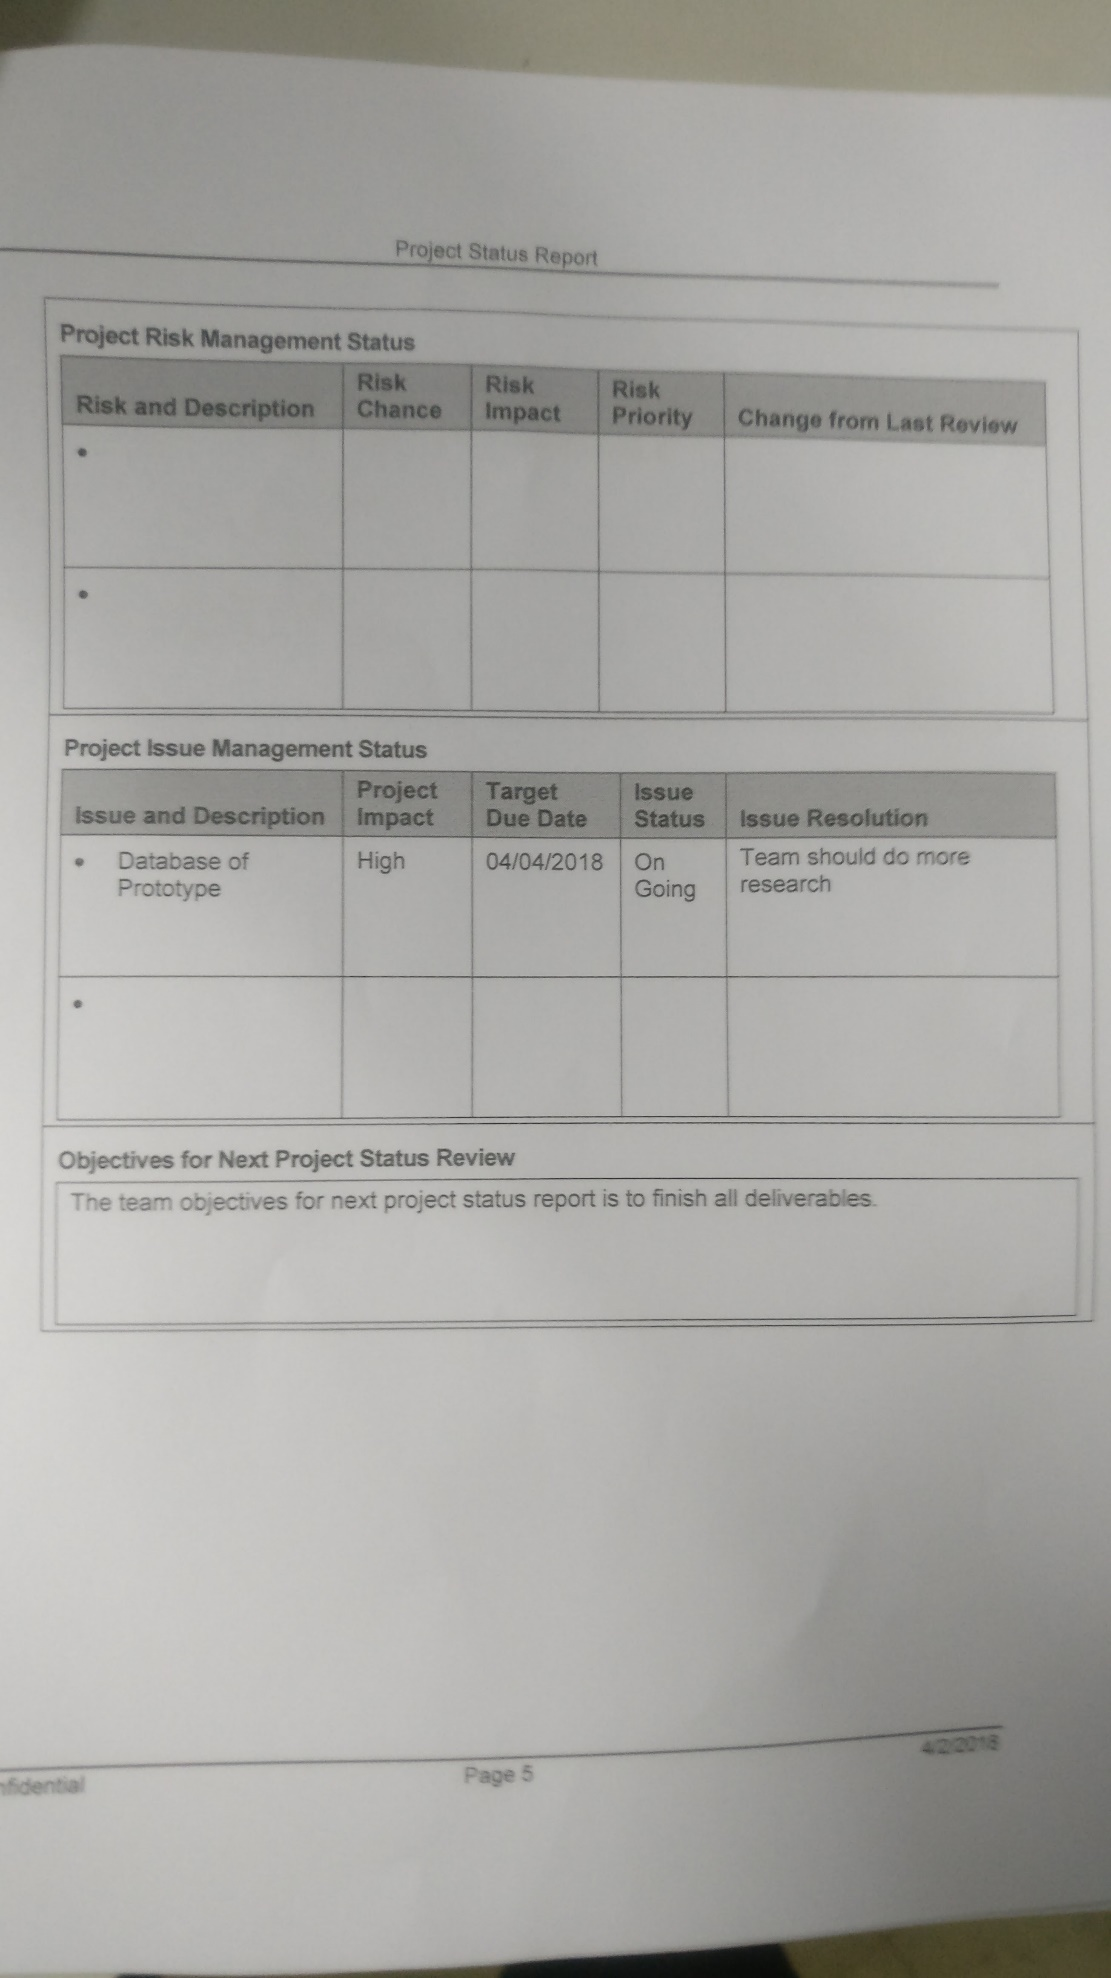 Project Status Report
Project Risk Management Status
Risk and Description
Risk
Chance
Risk
Impact
Risk
Priority
Change from Last Review
•
•
Project Issue Management Status
Issue and Description
Project
Impact
Target
Due Date
Issue
Status
Issue Resolution
• Database of
Prototype
High
04/04/2018
On
Going
Team should do more
research
•
Objectives for Next Project Status Review
The team objectives for next project status report is to finish all deliverables.
nfidential
Page 5
4/2/2018